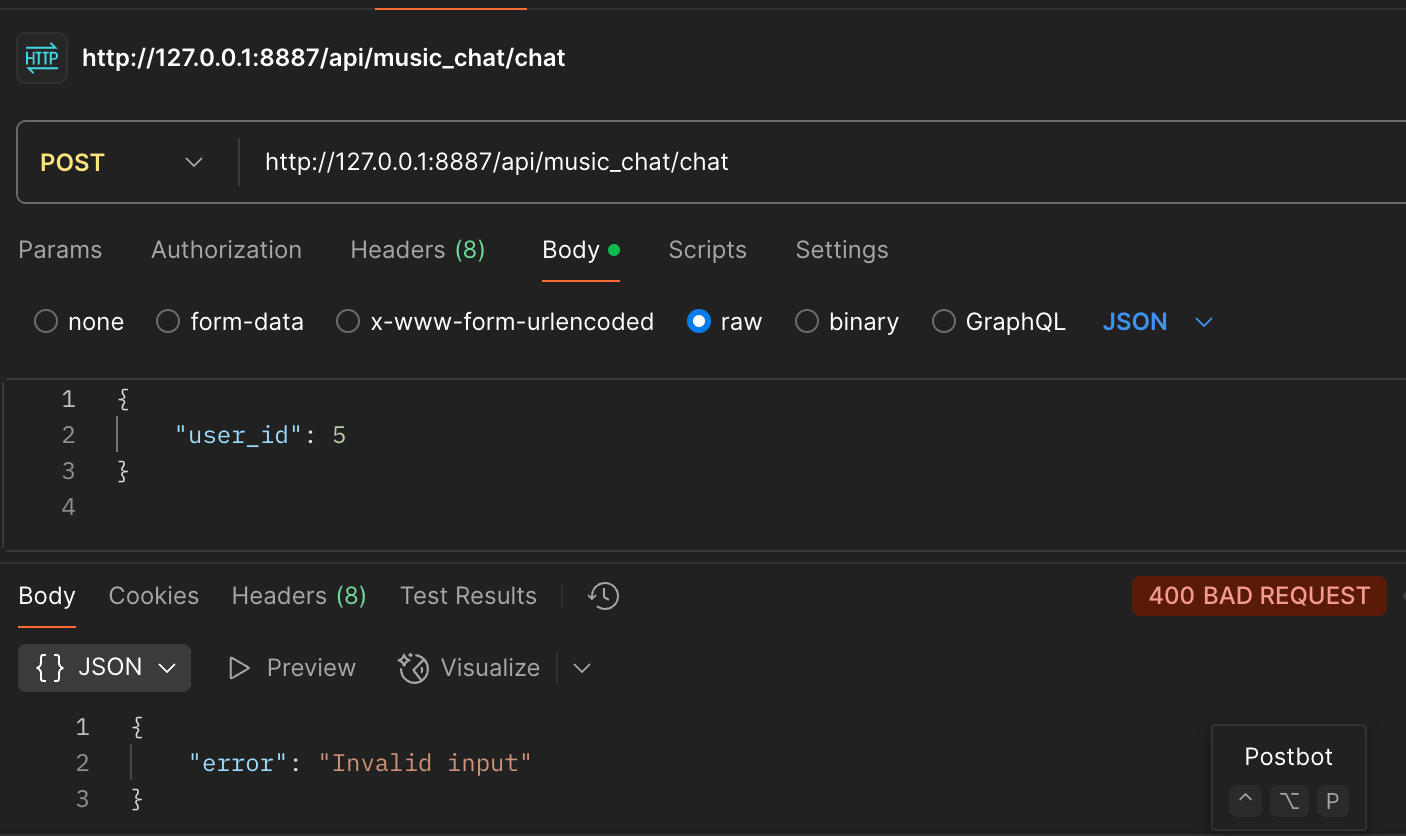 HTTP http://127.0.0.1:8887/api/music_chat/chat
POST http://127.0.0.1:8887/api/music_chat/chat
Params Authorization Headers (8) Body Scripts Settings
none form-data x-www-form-urlencoded raw binary GraphQL JSON
1 {
2 "user_id": 5
3 }
4
Body Cookies Headers (8) Test Results 400 BAD REQUEST
{} JSON Preview Visualize
1 {
2 "error": "Invalid input"
3 }
Postbot
^ ⌥ P